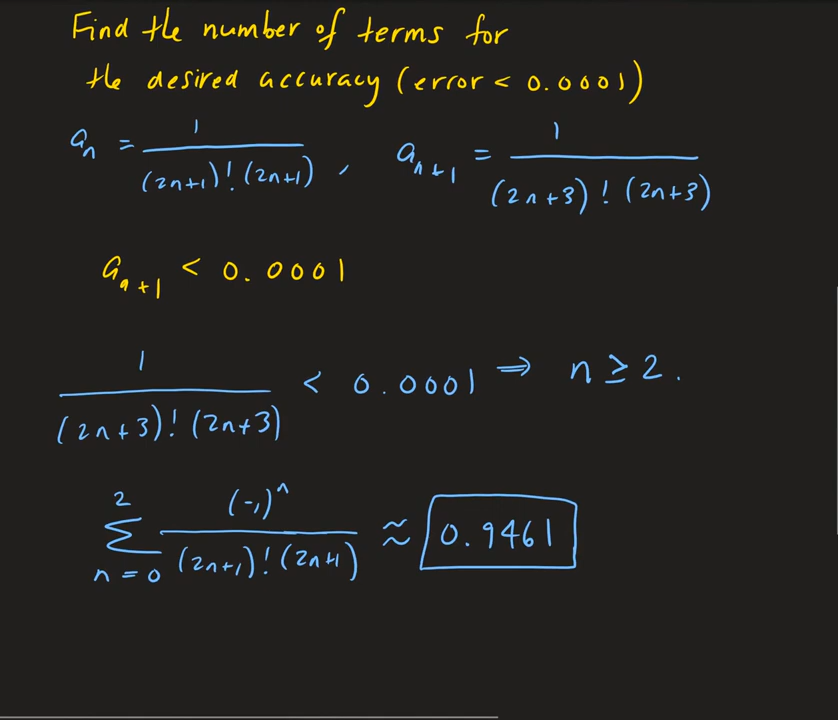 Find the number of terms for
the desired accuracy (error < 0.0001)
aₙ = 1/((2n+1)! (2n+1)) , aₙ₊₁ = 1/((2n+3)! (2n+3))
aₙ₊₁ < 0.0001
1/((2n+3)! (2n+3)) < 0.0001 ⟹ n ≥ 2.
∑_{n=0}^{2} (-1)ⁿ/((2n+1)! (2n+1)) ≈ 0.9461